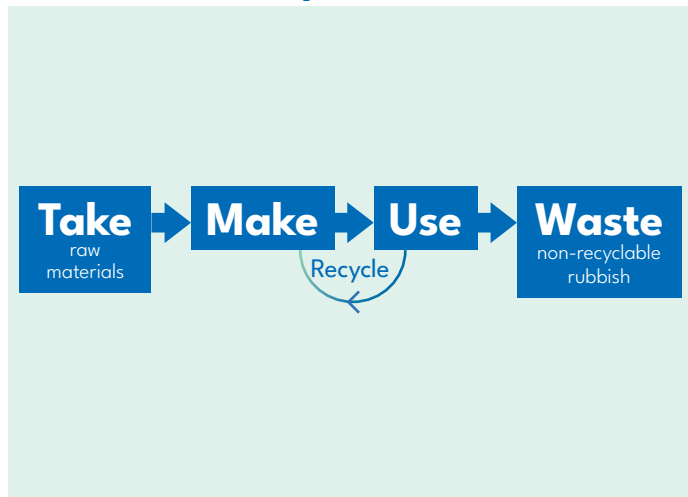 Take
raw
materials
Make
Use
Waste
non-recyclable
rubbish
Recycle